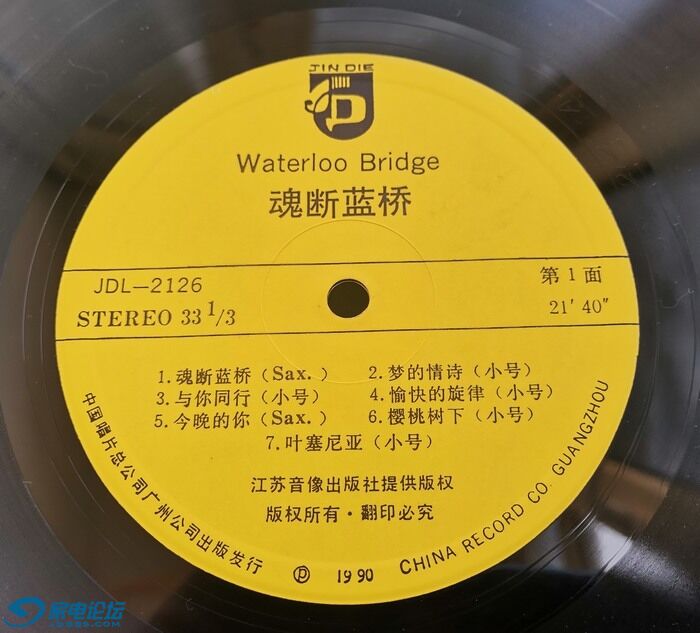 JIN DIE
Waterloo Bridge
魂断蓝桥
JDL—2126
第1面
STEREO 33 1/3
21′ 40″
1.魂断蓝桥(Sax.) 2.梦的情诗(小号)
3.与你同行(小号) 4.愉快的旋律(小号)
5.今晚的你(Sax.) 6.樱桃树下(小号)
7.叶塞尼亚(小号)
江苏音像出版社提供版权
版权所有·翻印必究
中国唱片总公司广州公司出版发行
Ⓟ 1990
CHINA RECORD CO. GUANGZHOU
家电论坛